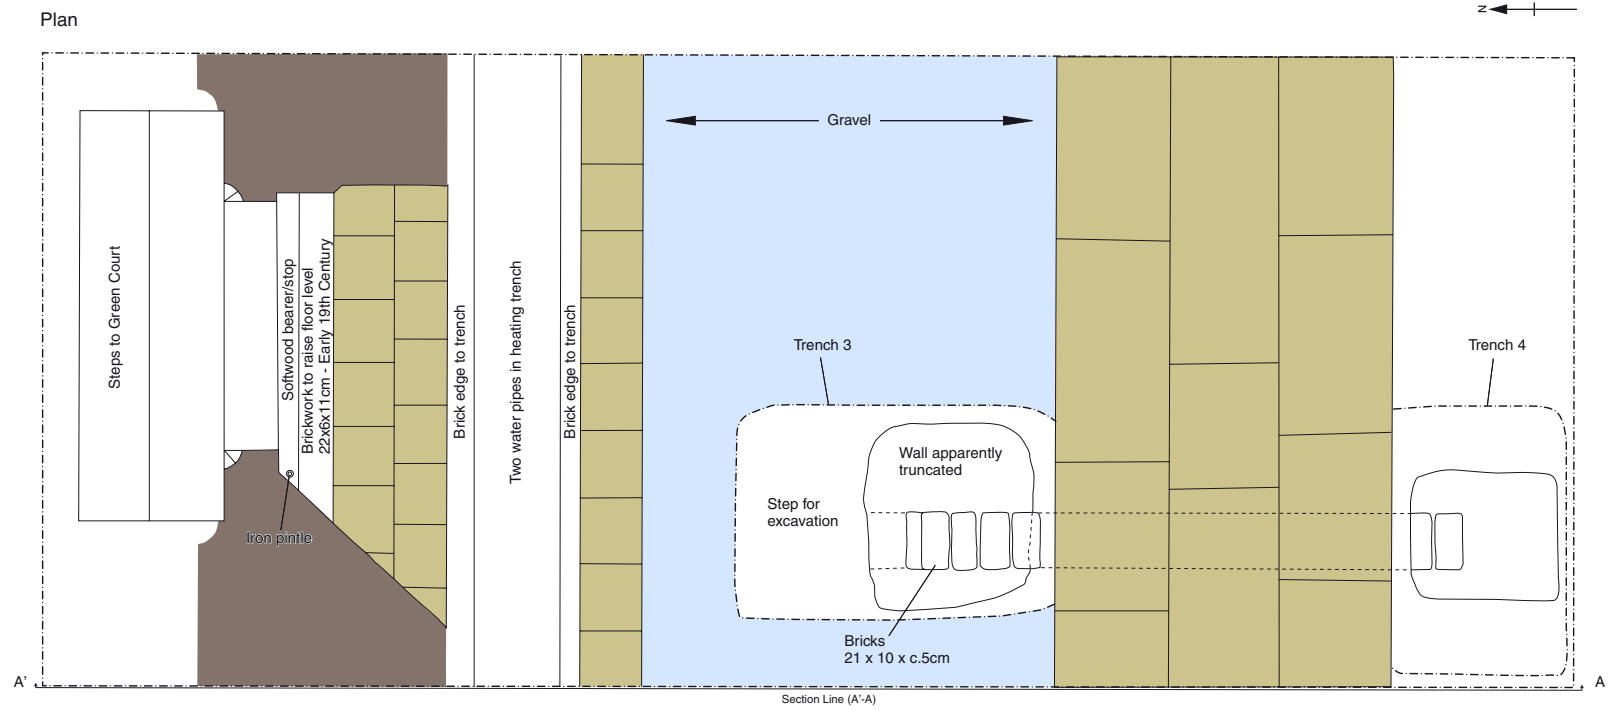 Plan
N
Gravel
Steps to Green Court
Softwood bearer/stop
Brickwork to raise floor level
22x6x11cm - Early 19th Century
Brick edge to trench
Two water pipes in heating trench
Brick edge to trench
Trench 3
Trench 4
Wall apparently
truncated
Step for
excavation
Iron pintle
Bricks
21 x 10 x c.5cm
A'
A
Section Line (A'-A)